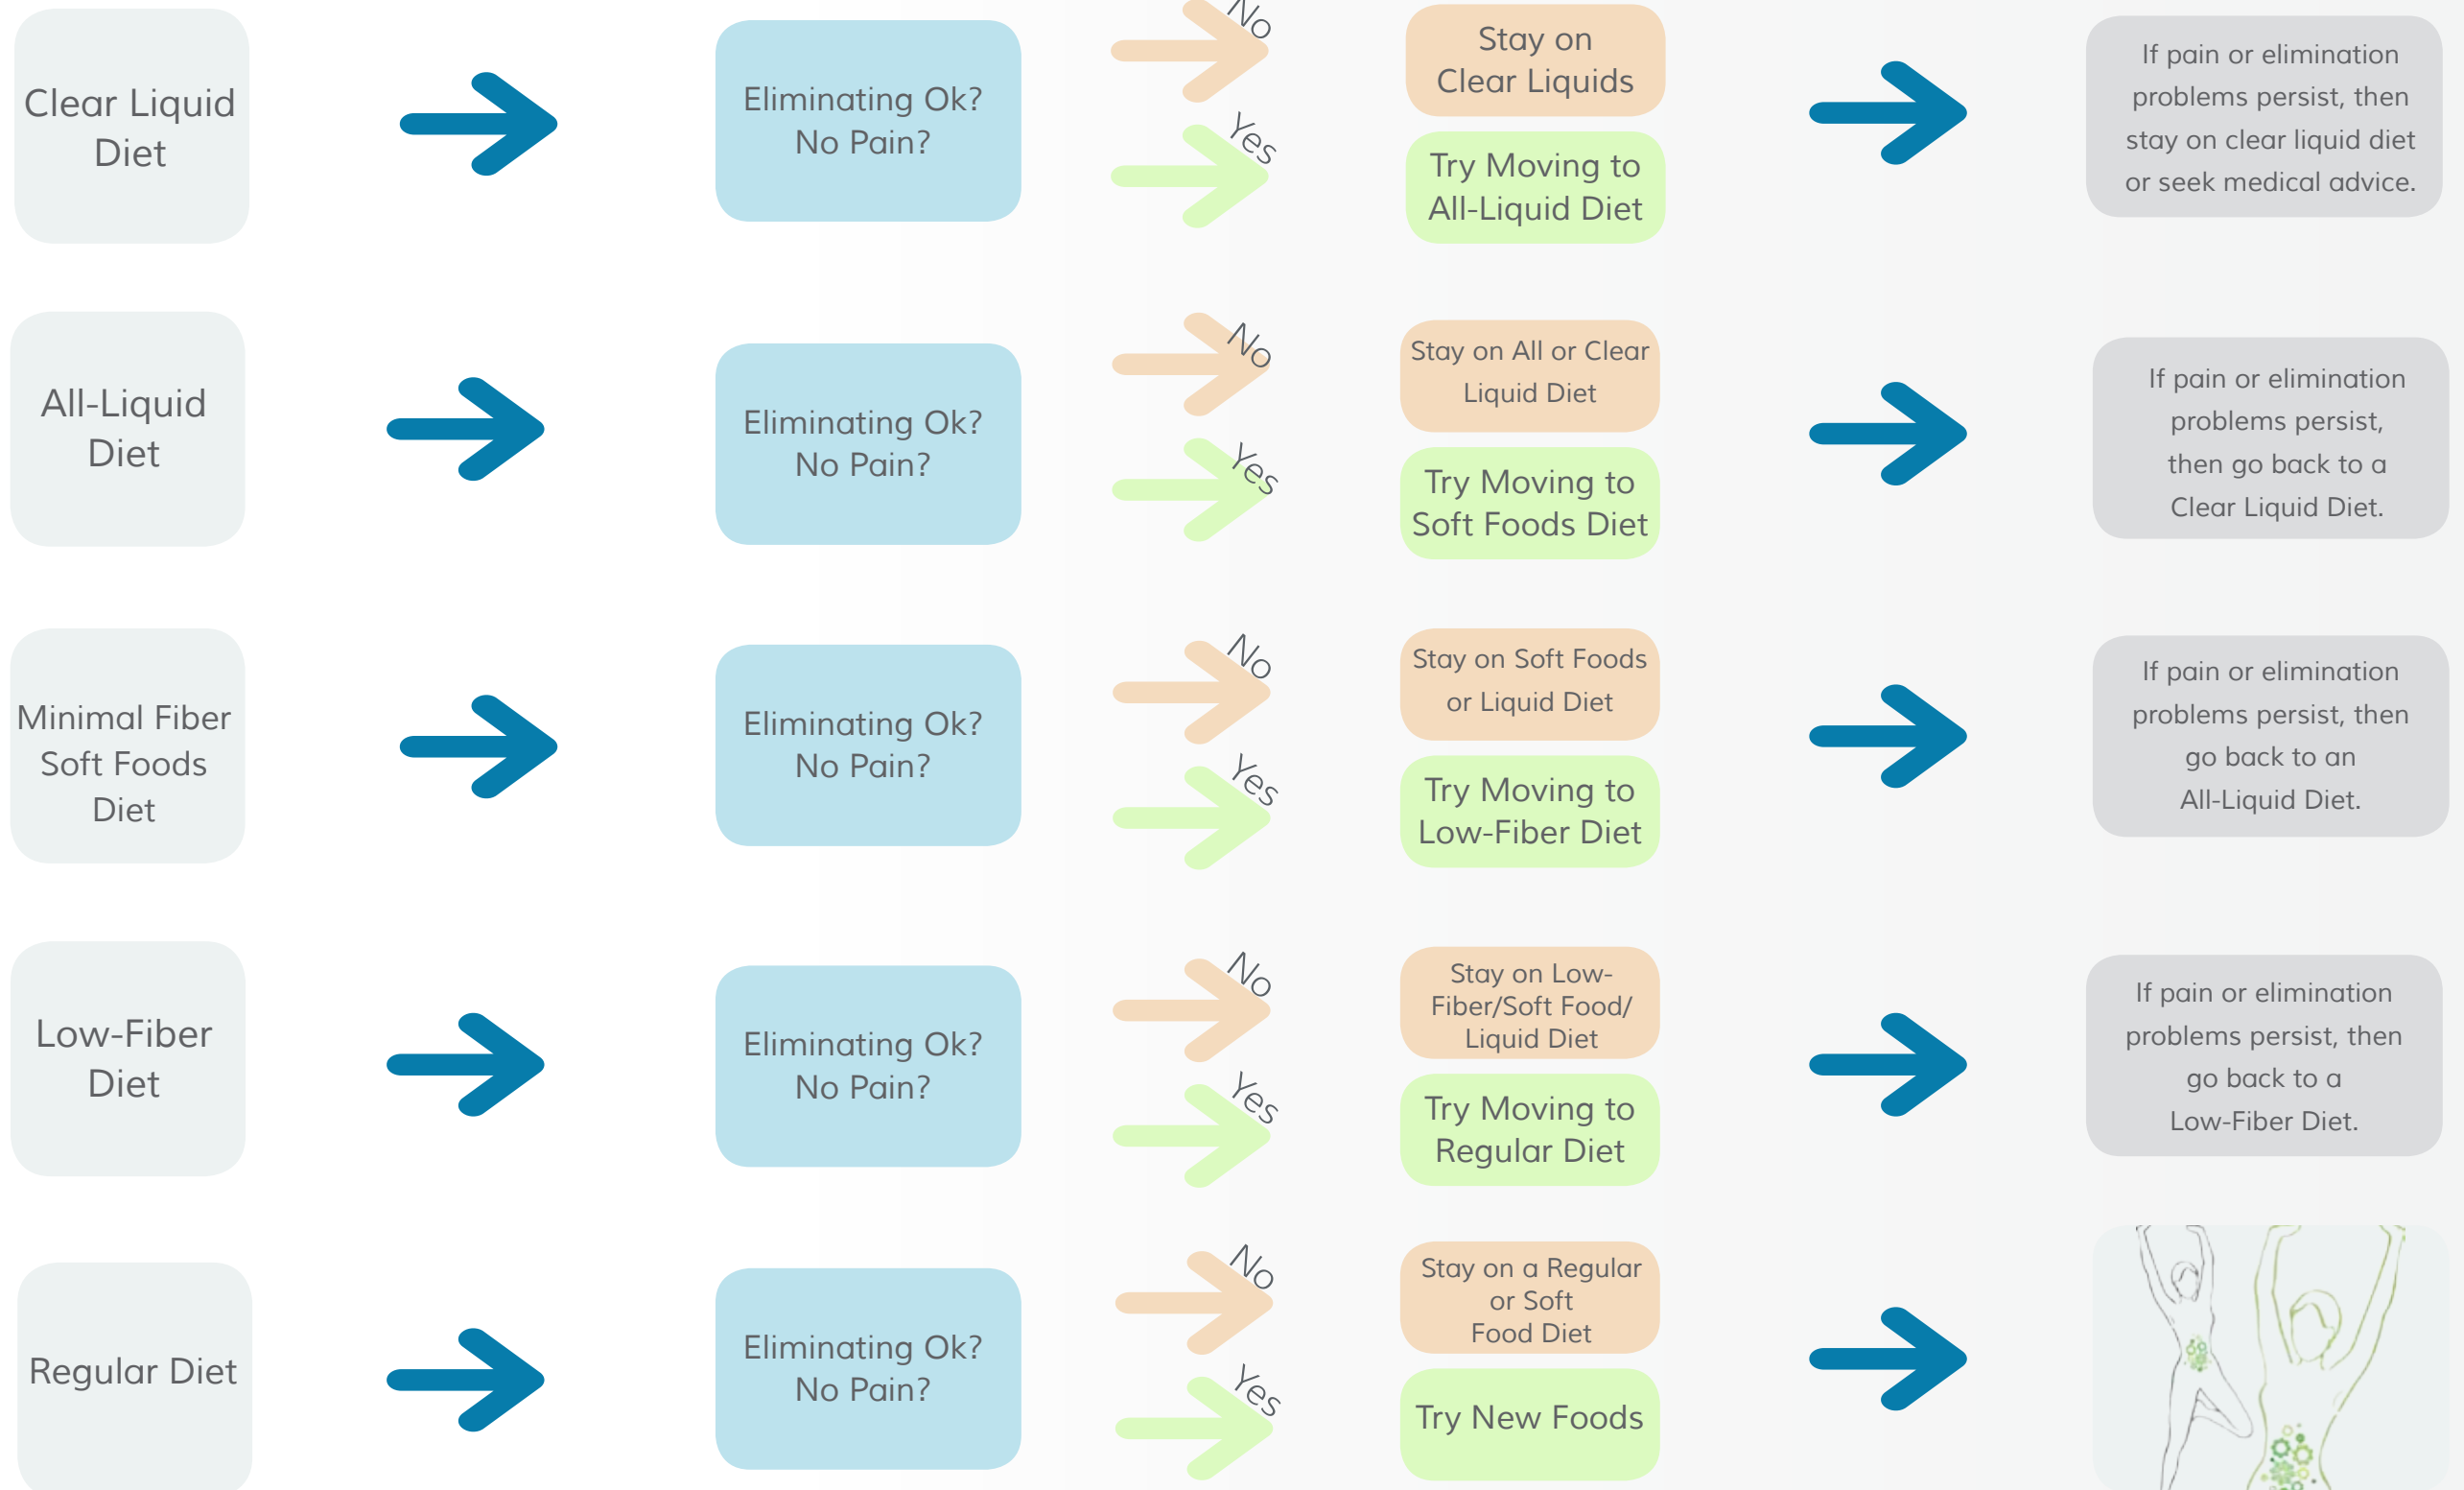 Clear Liquid
Diet
Eliminating Ok?
No Pain?
No
Yes
Stay on
Clear Liquids
Try Moving to
All-Liquid Diet
If pain or elimination
problems persist, then
stay on clear liquid diet
or seek medical advice.
All-Liquid
Diet
Eliminating Ok?
No Pain?
No
Yes
Stay on All or Clear
Liquid Diet
Try Moving to
Soft Foods Diet
If pain or elimination
problems persist,
then go back to a
Clear Liquid Diet.
Minimal Fiber
Soft Foods
Diet
Eliminating Ok?
No Pain?
No
Yes
Stay on Soft Foods
or Liquid Diet
Try Moving to
Low-Fiber Diet
If pain or elimination
problems persist, then
go back to an
All-Liquid Diet.
Low-Fiber
Diet
Eliminating Ok?
No Pain?
No
Yes
Stay on Low-
Fiber/Soft Food/
Liquid Diet
Try Moving to
Regular Diet
If pain or elimination
problems persist, then
go back to a
Low-Fiber Diet.
Regular Diet
Eliminating Ok?
No Pain?
No
Yes
Stay on a Regular
or Soft
Food Diet
Try New Foods